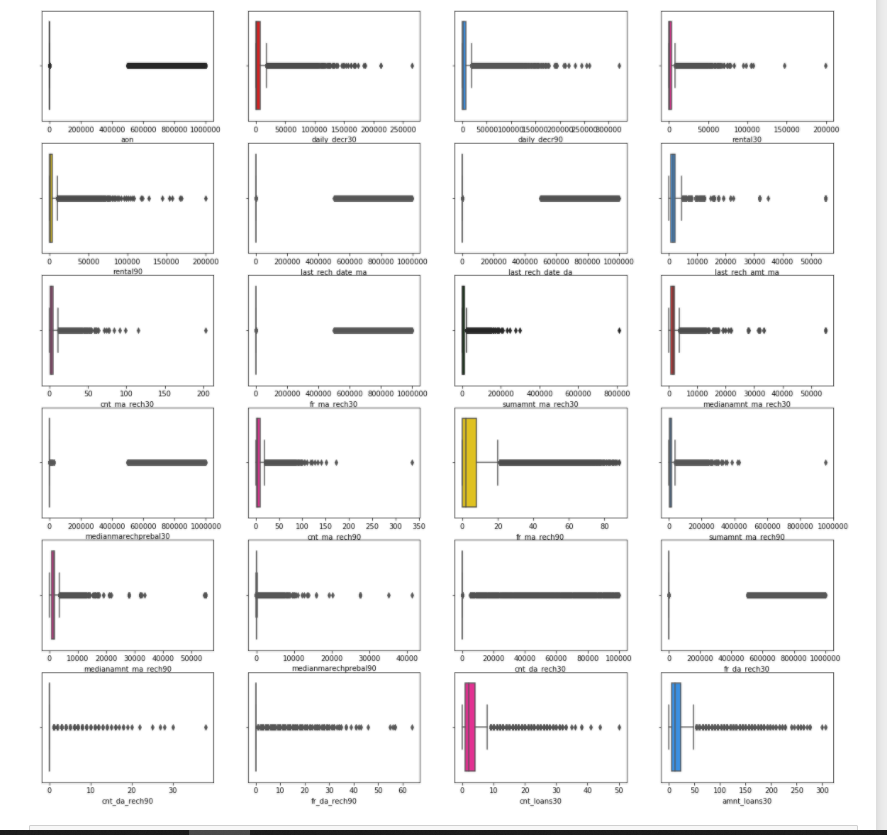 0 200000 400000 600000 800000 1000000
aon
0 50000 100000 150000 200000 250000
daily_decr30
0 50000100000150000200000250000300000
daily_decr90
0 50000 100000 150000 200000
rental30
0 50000 100000 150000 200000
rental90
0 200000 400000 600000 800000 1000000
last_rech_date_ma
0 200000 400000 600000 800000 1000000
last_rech_date_da
0 10000 20000 30000 40000 50000
last_rech_amt_ma
0 50 100 150 200
cnt_ma_rech30
0 200000 400000 600000 800000 1000000
fr_ma_rech30
0 200000 400000 600000 800000
sumamnt_ma_rech30
0 10000 20000 30000 40000 50000
medianamnt_ma_rech30
0 200000 400000 600000 800000 1000000
medianmarechprebal30
0 50 100 150 200 250 300 350
cnt_ma_rech90
0 20 40 60 80
fr_ma_rech90
0 200000 400000 600000 800000 1000000
sumamnt_ma_rech90
0 10000 20000 30000 40000 50000
medianamnt_ma_rech90
0 10000 20000 30000 40000
medianmarechprebal90
0 20000 40000 60000 80000 100000
cnt_da_rech30
0 200000 400000 600000 800000 1000000
fr_da_rech30
0 10 20 30
cnt_da_rech90
0 10 20 30 40 50 60
fr_da_rech90
0 10 20 30 40 50
cnt_loans30
0 50 100 150 200 250 300
amnt_loans30